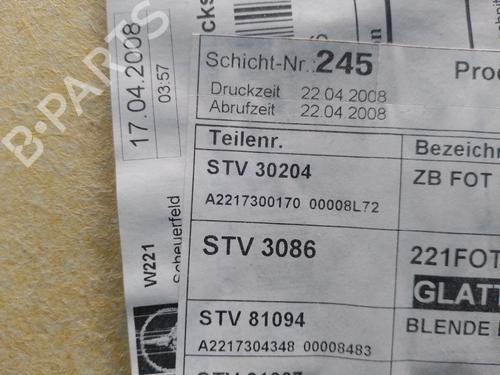 B-PARTS
17.04.2008
03:57
W221
Scheuerfeld
Schicht-Nr.: 245
Druckzeit 22.04.2008
Abrufzeit 22.04.2008
Teilenr.
STV 30204 ZB FOT
A2217300170 00008L72
STV 3086 221FOT
GLATT
STV 81094 BLENDE
A2217304348 00008483